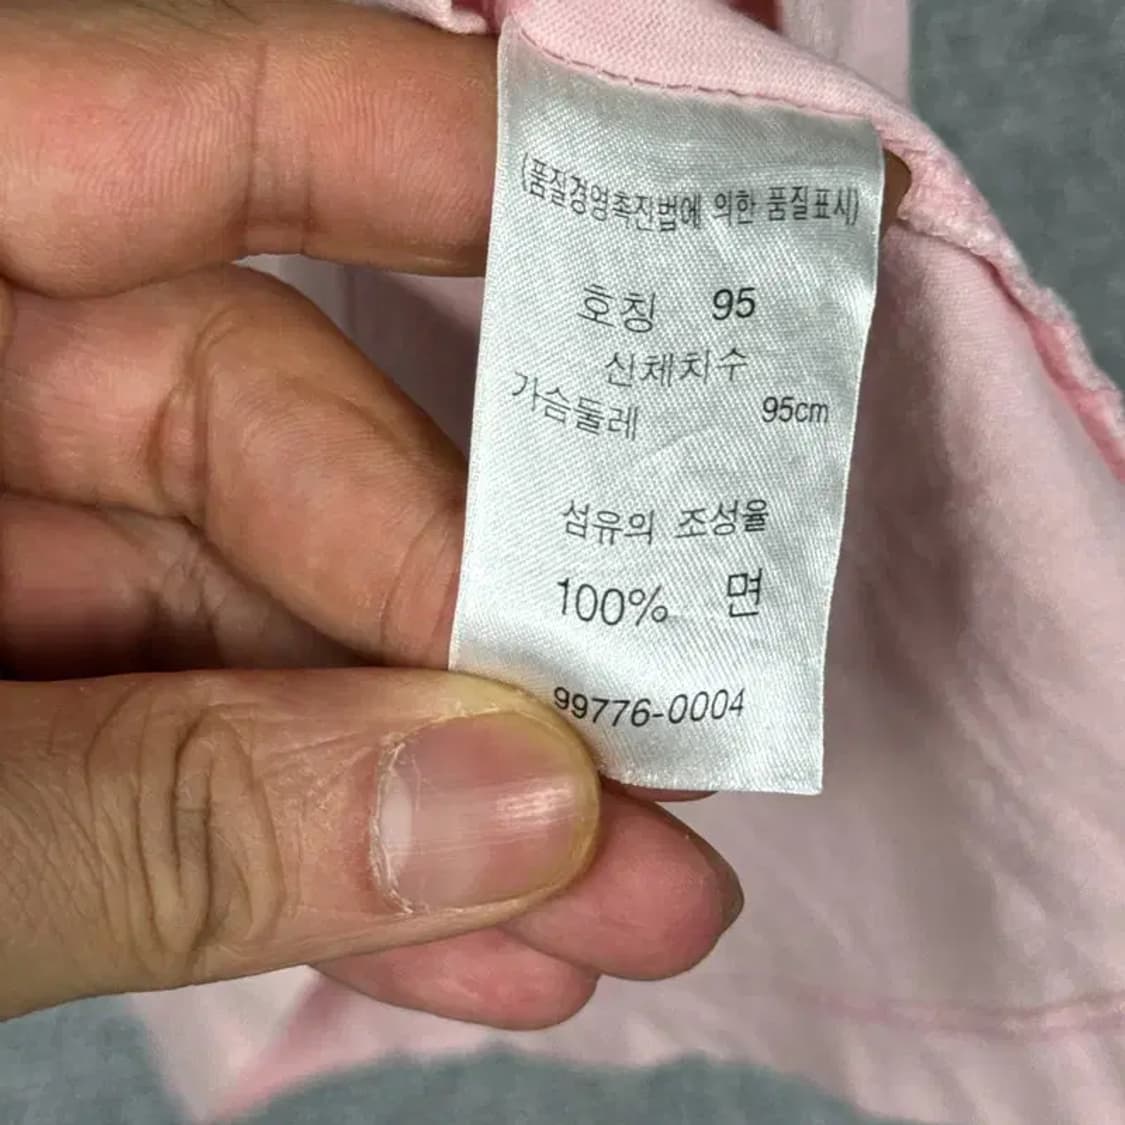 (품질경영촉진법에 의한 품질표시)
호칭 95
신체치수
가슴둘레 95cm
섬유의 조성율
100% 면
99776-0004